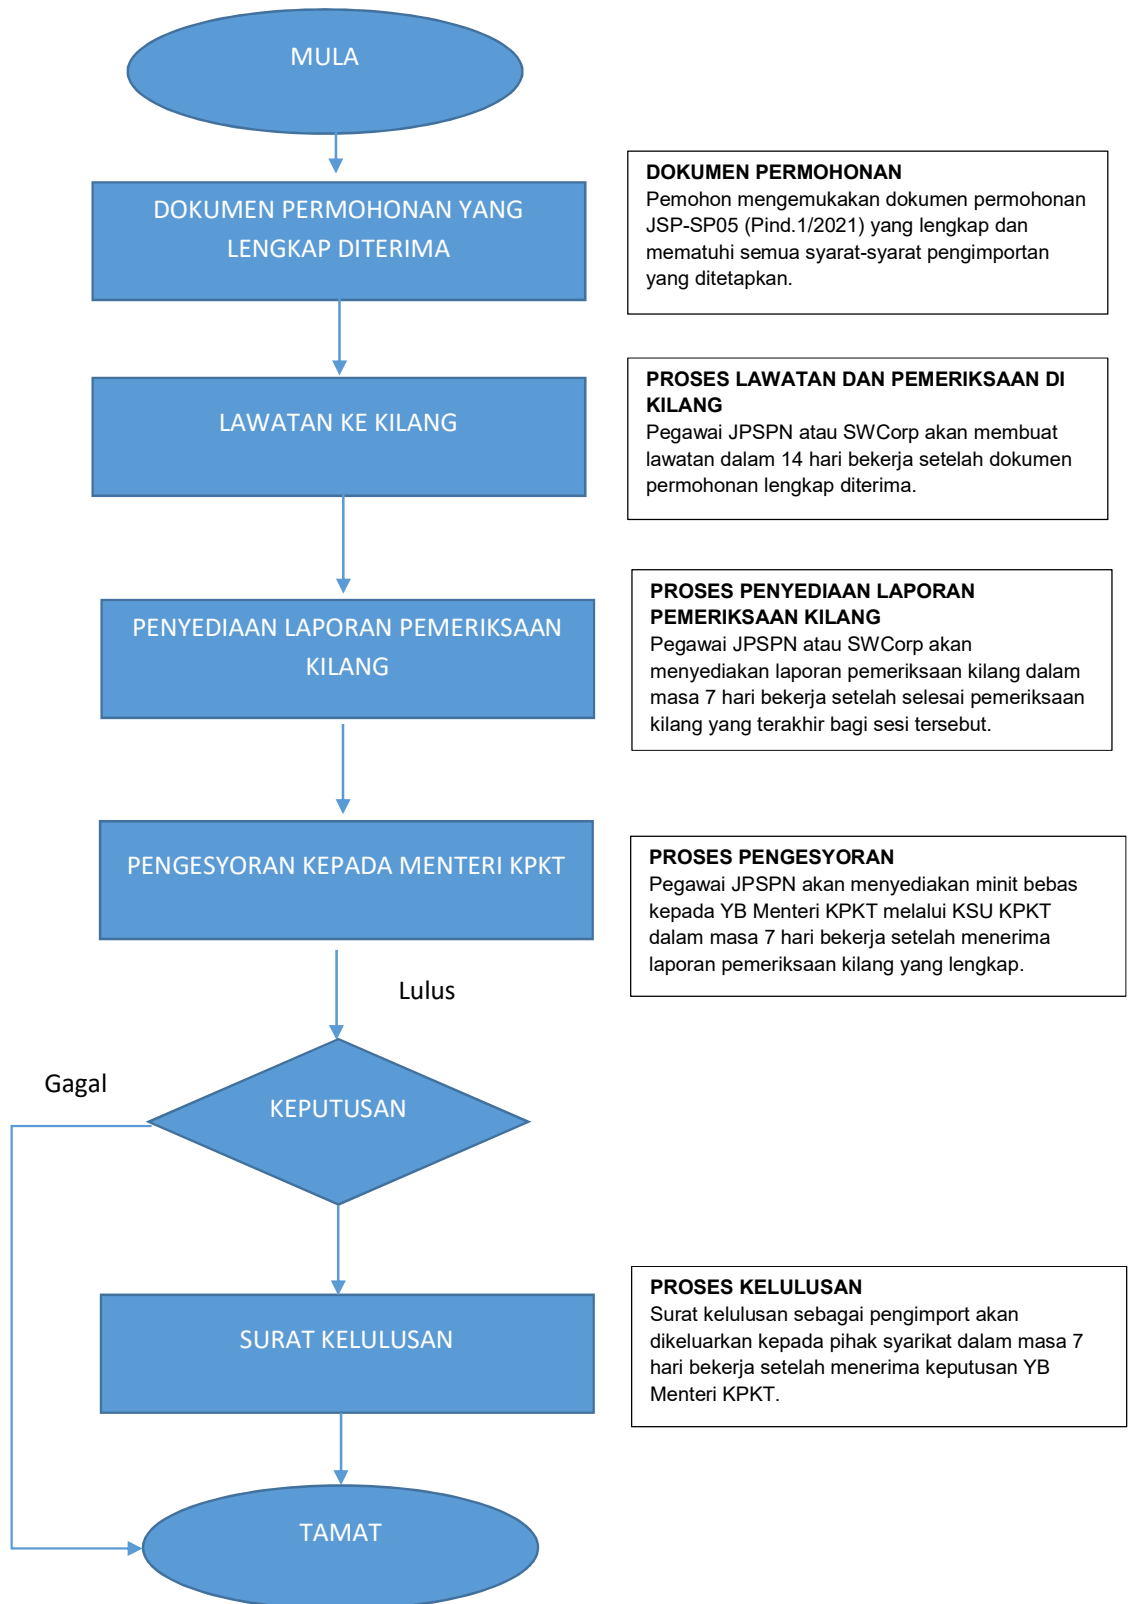 MULA
DOKUMEN PERMOHONAN YANG
LENGKAP DITERIMA
DOKUMEN PERMOHONAN
Pemohon mengemukakan dokumen permohonan
JSP-SP05 (Pind.1/2021) yang lengkap dan
mematuhi semua syarat-syarat pengimportan
yang ditetapkan.
LAWATAN KE KILANG
PROSES LAWATAN DAN PEMERIKSAAN DI
KILANG
Pegawai JPSPN atau SWCorp akan membuat
lawatan dalam 14 hari bekerja setelah dokumen
permohonan lengkap diterima.
PENYEDIAAN LAPORAN PEMERIKSAAN
KILANG
PROSES PENYEDIAAN LAPORAN
PEMERIKSAAN KILANG
Pegawai JPSPN atau SWCorp akan
menyediakan laporan pemeriksaan kilang dalam
masa 7 hari bekerja setelah selesai pemeriksaan
kilang yang terakhir bagi sesi tersebut.
PENGESYORAN KEPADA MENTERI KPKT
PROSES PENGESYORAN
Pegawai JPSPN akan menyediakan minit bebas
kepada YB Menteri KPKT melalui KSU KPKT
dalam masa 7 hari bekerja setelah menerima
laporan pemeriksaan kilang yang lengkap.
Lulus
Gagal
KEPUTUSAN
SURAT KELULUSAN
PROSES KELULUSAN
Surat kelulusan sebagai pengimport akan
dikeluarkan kepada pihak syarikat dalam masa 7
hari bekerja setelah menerima keputusan YB
Menteri KPKT.
TAMAT